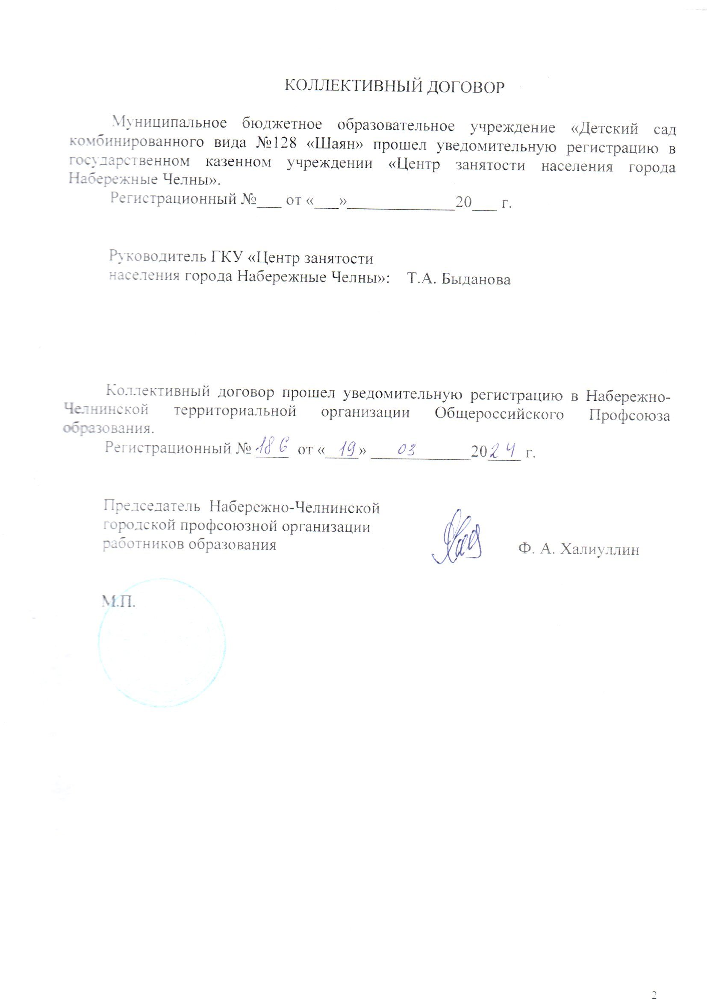 КОЛЛЕКТИВНЫЙ ДОГОВОР
Муниципальное бюджетное образовательное учреждение «Детский сад
комбинированного вида №128 «Шаян» прошел уведомительную регистрацию в
государственном казенном учреждении «Центр занятости населения города
Набережные Челны».
Регистрационный №___ от «___»_____________20___ г.
Руководитель ГКУ «Центр занятости
населения города Набережные Челны»: Т.А. Быданова
Коллективный договор прошел уведомительную регистрацию в Набережно-
Челнинской территориальной организации Общероссийского Профсоюза
образования.
Регистрационный № 186 от «19» 03 2024 г.
Председатель Набережно-Челнинской
городской профсоюзной организации
работников образования Ф. А. Халиуллин
М.П.
2